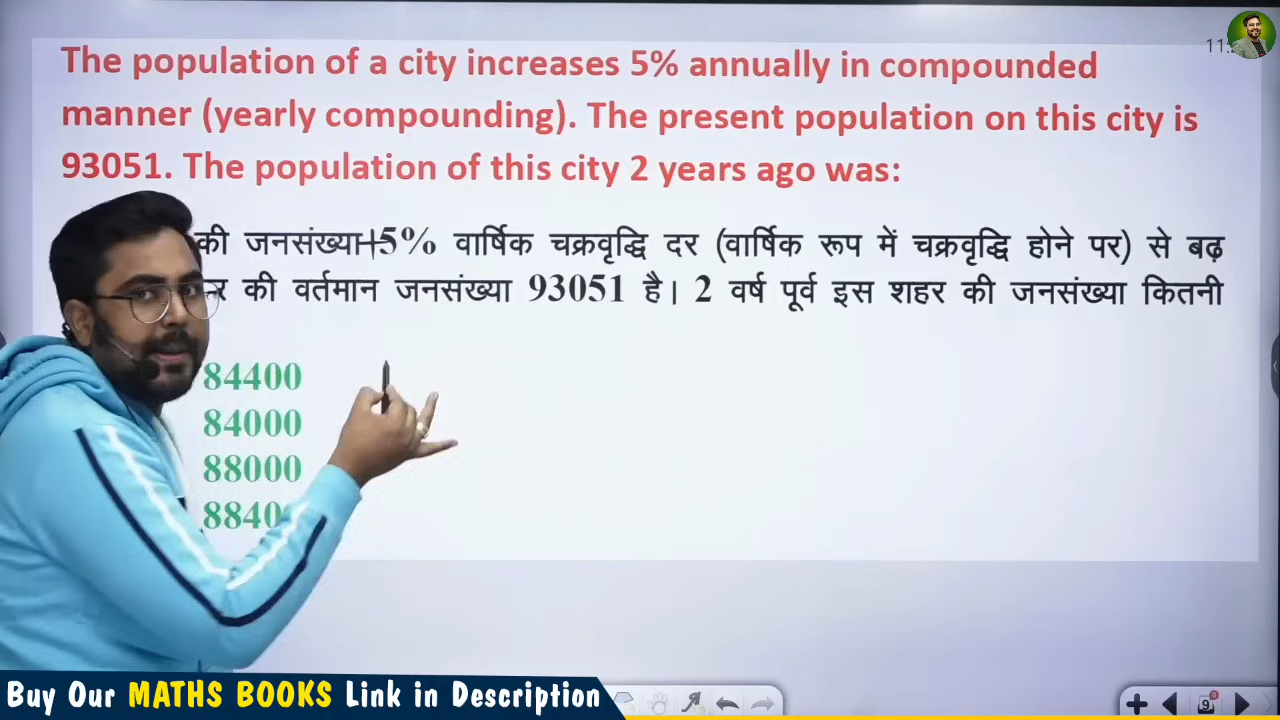 The population of a city increases 5% annually in compounded
manner (yearly compounding). The present population on this city is
93051. The population of this city 2 years ago was:
की जनसंख्या 5% वार्षिक चक्रवृद्धि दर (वार्षिक रूप में चक्रवृद्धि होने पर) से बढ़
की वर्तमान जनसंख्या 93051 है। 2 वर्ष पूर्व इस शहर की जनसंख्या कितनी
84400
84000
88000
Buy Our MATHS BOOKS Link in Description